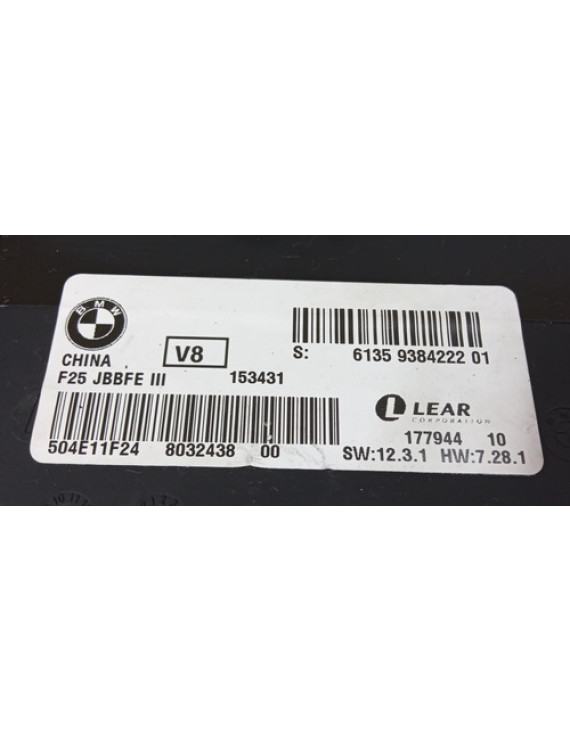 BMW
CHINA V8 S: 6135 9384222 01
F25 JBBFE III 153431
LEAR
CORPORATION
504E11F24 8032438 00
177944 10
SW:12.3.1 HW:7.28.1